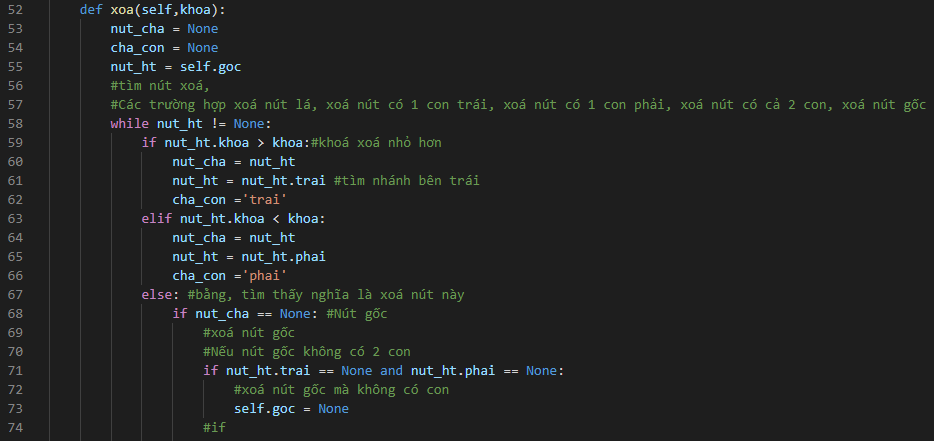 52 def xoa(self,khoa):
53 nut_cha = None
54 cha_con = None
55 nut_ht = self.goc
56 #tìm nút xoá,
57 #Các trường hợp xoá nút lá, xoá nút có 1 con trái, xoá nút có 1 con phải, xoá nút có cả 2 con, xoá nút gốc
58 while nut_ht != None:
59 if nut_ht.khoa > khoa:#khoá xoá nhỏ hơn
60 nut_cha = nut_ht
61 nut_ht = nut_ht.trai #tìm nhánh bên trái
62 cha_con ='trai'
63 elif nut_ht.khoa < khoa:
64 nut_cha = nut_ht
65 nut_ht = nut_ht.phai
66 cha_con ='phai'
67 else: #bằng, tìm thấy nghĩa là xoá nút này
68 if nut_cha == None: #Nút gốc
69 #xoá nút gốc
70 #Nếu nút gốc không có 2 con
71 if nut_ht.trai == None and nut_ht.phai == None:
72 #xoá nút gốc mà không có con
73 self.goc = None
74 #if